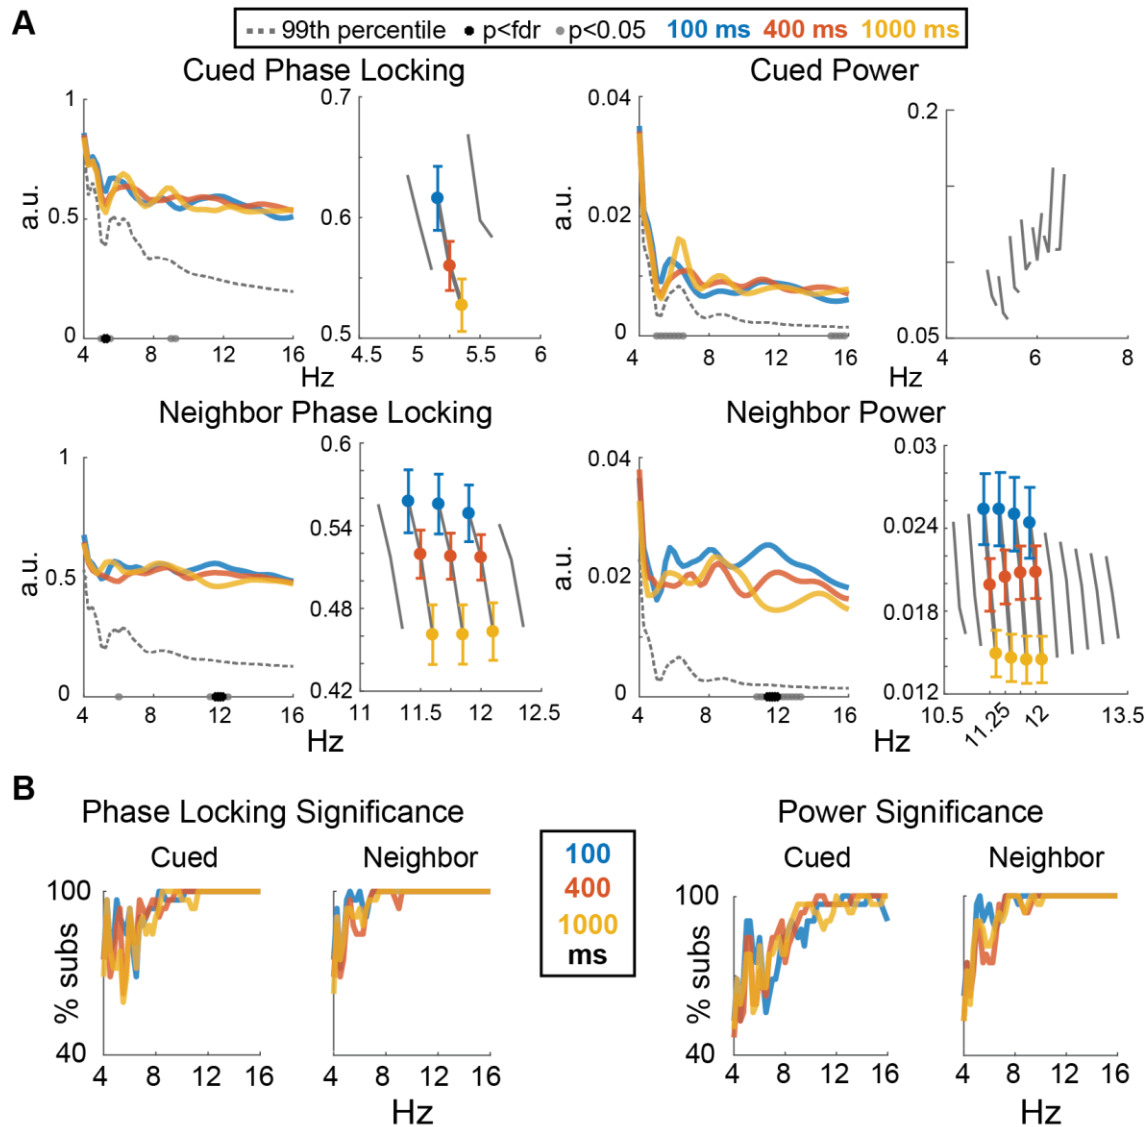 A
99th percentile p<fdr p<0.05 100 ms 400 ms 1000 ms
Cued Phase Locking
Cued Power
1
0.5
0
a.u.
4 8 12 16
0.7
0.6
0.5
4.5 5 5.5 6
Hz
0.04
0.02
0
a.u.
4 8 12 16
0.2
0.05
4 6 8
Hz
Neighbor Phase Locking
Neighbor Power
1
0.5
0
a.u.
4 8 12 16
0.6
0.54
0.48
0.42
11 11.5 12 12.5
Hz
0.04
0.02
0
a.u.
4 8 12 16
0.03
0.024
0.018
0.012
10.5 11.25 12 13.5
Hz
B
Phase Locking Significance
Power Significance
Cued
Neighbor
100
400
1000
ms
Cued
Neighbor
100
40
% subs
4 8 12 16
4 8 12 16
Hz
100
40
% subs
4 8 12 16
4 8 12 16
Hz